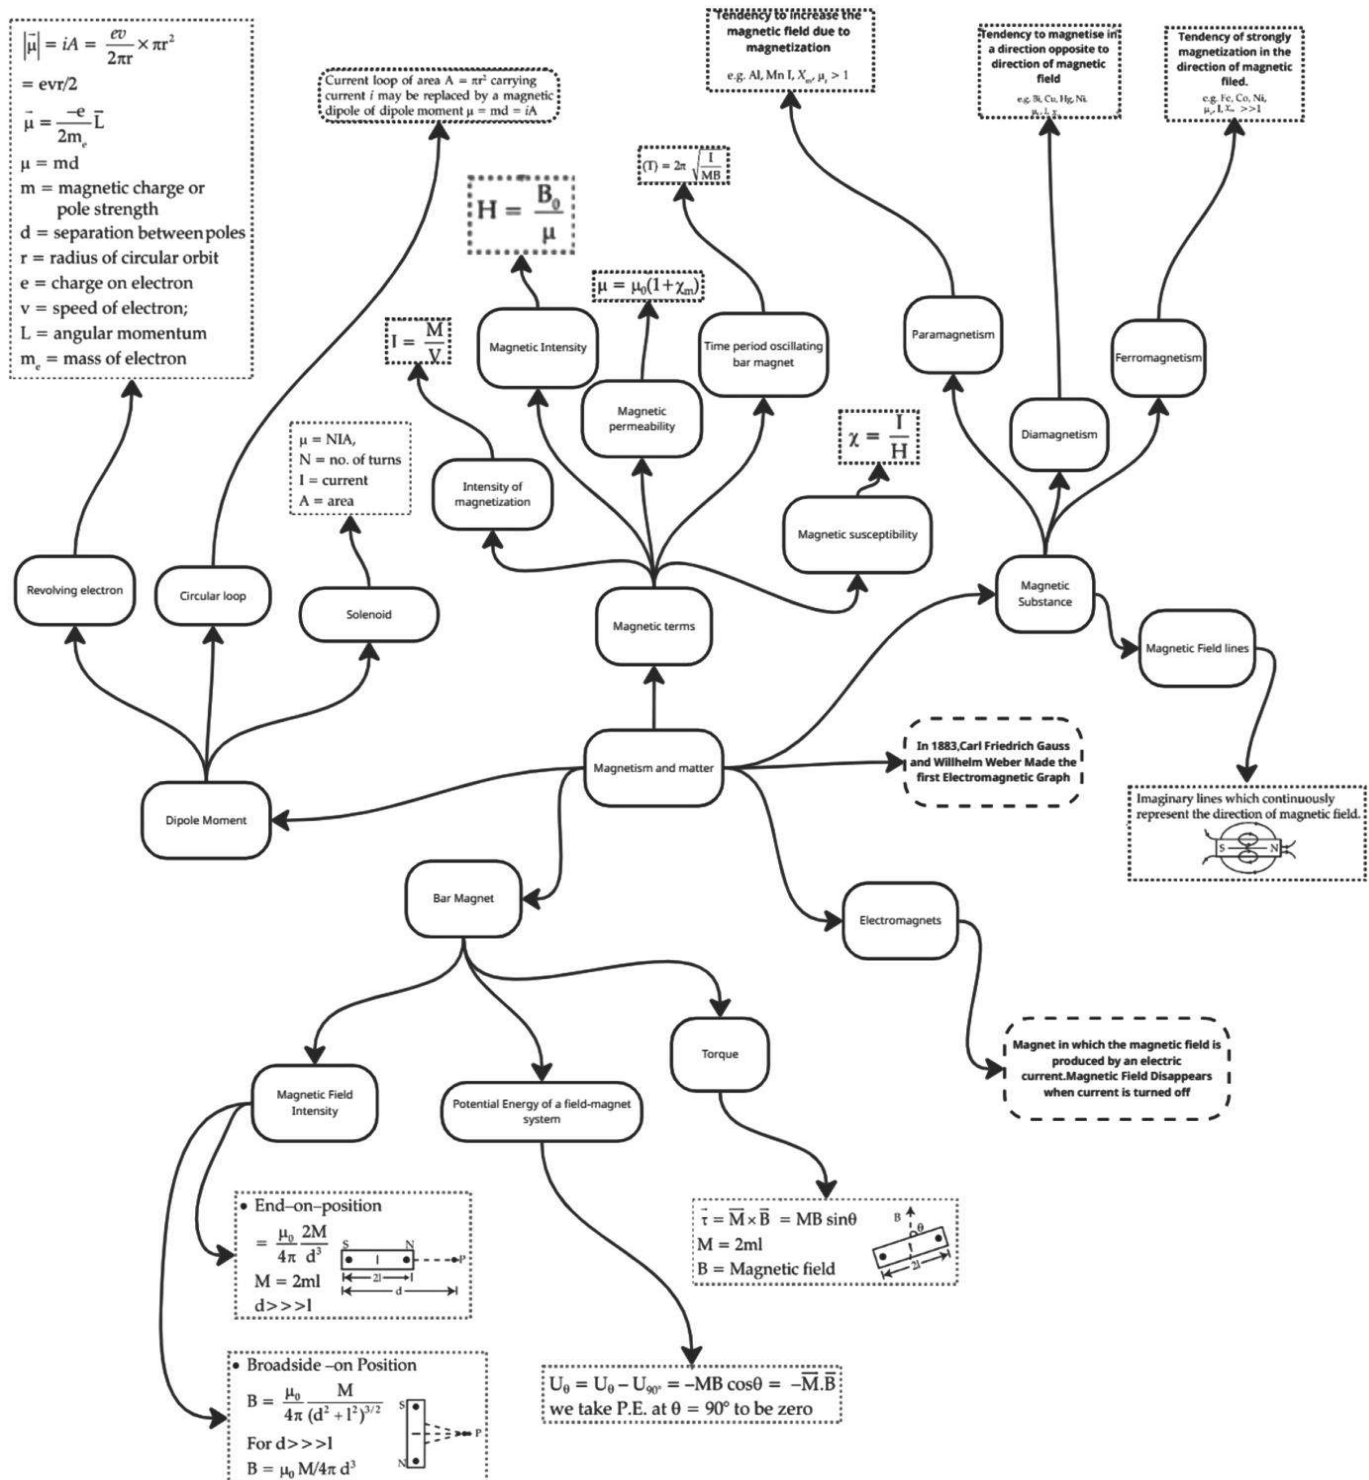 |μ⃗| = iA = ev/2πr × πr²
= evr/2
μ⃗ = −e/2mₑ L̅
μ = md
m = magnetic charge or
pole strength
d = separation between poles
r = radius of circular orbit
e = charge on electron
v = speed of electron;
L = angular momentum
mₑ = mass of electron
Current loop of area A = πr² carrying
current i may be replaced by a magnetic
dipole of dipole moment μ = md = iA
Tendency to increase the
magnetic field due to
magnetization
e.g. Al, Mn I, Xₘ, μᵣ > 1
Tendency to magnetise in
a direction opposite to
direction of magnetic
field
e.g. Bi, Cu, Hg, Ni.
Tendency of strongly
magnetization in the
direction of magnetic
filed.
e.g. Fe, Co, Ni,
μᵣ, I, xₘ >>1
(T) = 2π √(I/MB)
H = B₀/μ
μ = μ₀(1+χₘ)
I = M/V
χ = I/H
μ = NIA,
N = no. of turns
I = current
A = area
Magnetic Intensity
Magnetic
permeability
Time period oscillating
bar magnet
Paramagnetism
Diamagnetism
Ferromagnetism
Intensity of
magnetization
Magnetic susceptibility
Revolving electron
Circular loop
Solenoid
Magnetic terms
Magnetic
Substance
Magnetic Field lines
Dipole Moment
Magnetism and matter
In 1883,Carl Friedrich Gauss
and Willhelm Weber Made the
first Electromagnetic Graph
Imaginary lines which continuously
represent the direction of magnetic field.
S N
Bar Magnet
Electromagnets
Magnet in which the magnetic field is
produced by an electric
current.Magnetic Field Disappears
when current is turned off
Magnetic Field
Intensity
Potential Energy of a field-magnet
system
Torque
• End–on–position
= μ₀/4π 2M/d³
M = 2ml
d>>>l
S N P
2l
d
τ⃗ = M̅ × B̅ = MB sinθ
M = 2ml
B = Magnetic field
B θ
2l
• Broadside –on Position
B = μ₀/4π M/(d² + l²)^3/2
For d>>>l
B = μ₀ M/4π d³
S
P
N
U_θ = U_θ − U_90° = −MB cosθ = −M̅.B̅
we take P.E. at θ = 90° to be zero